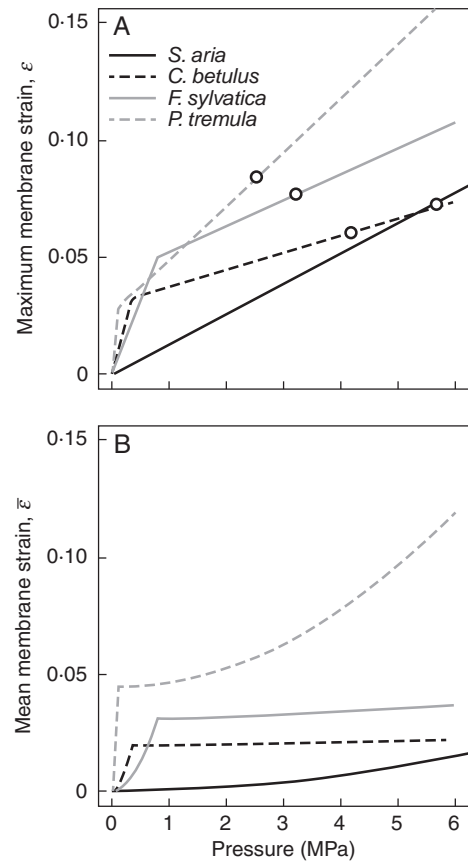 0·15
A
S. aria
C. betulus
F. sylvatica
P. tremula
0·10
0·05
0
Maximum membrane strain, ε
0·15
B
0·10
0·05
0
Mean membrane strain, ε̅
0 1 2 3 4 5 6
Pressure (MPa)